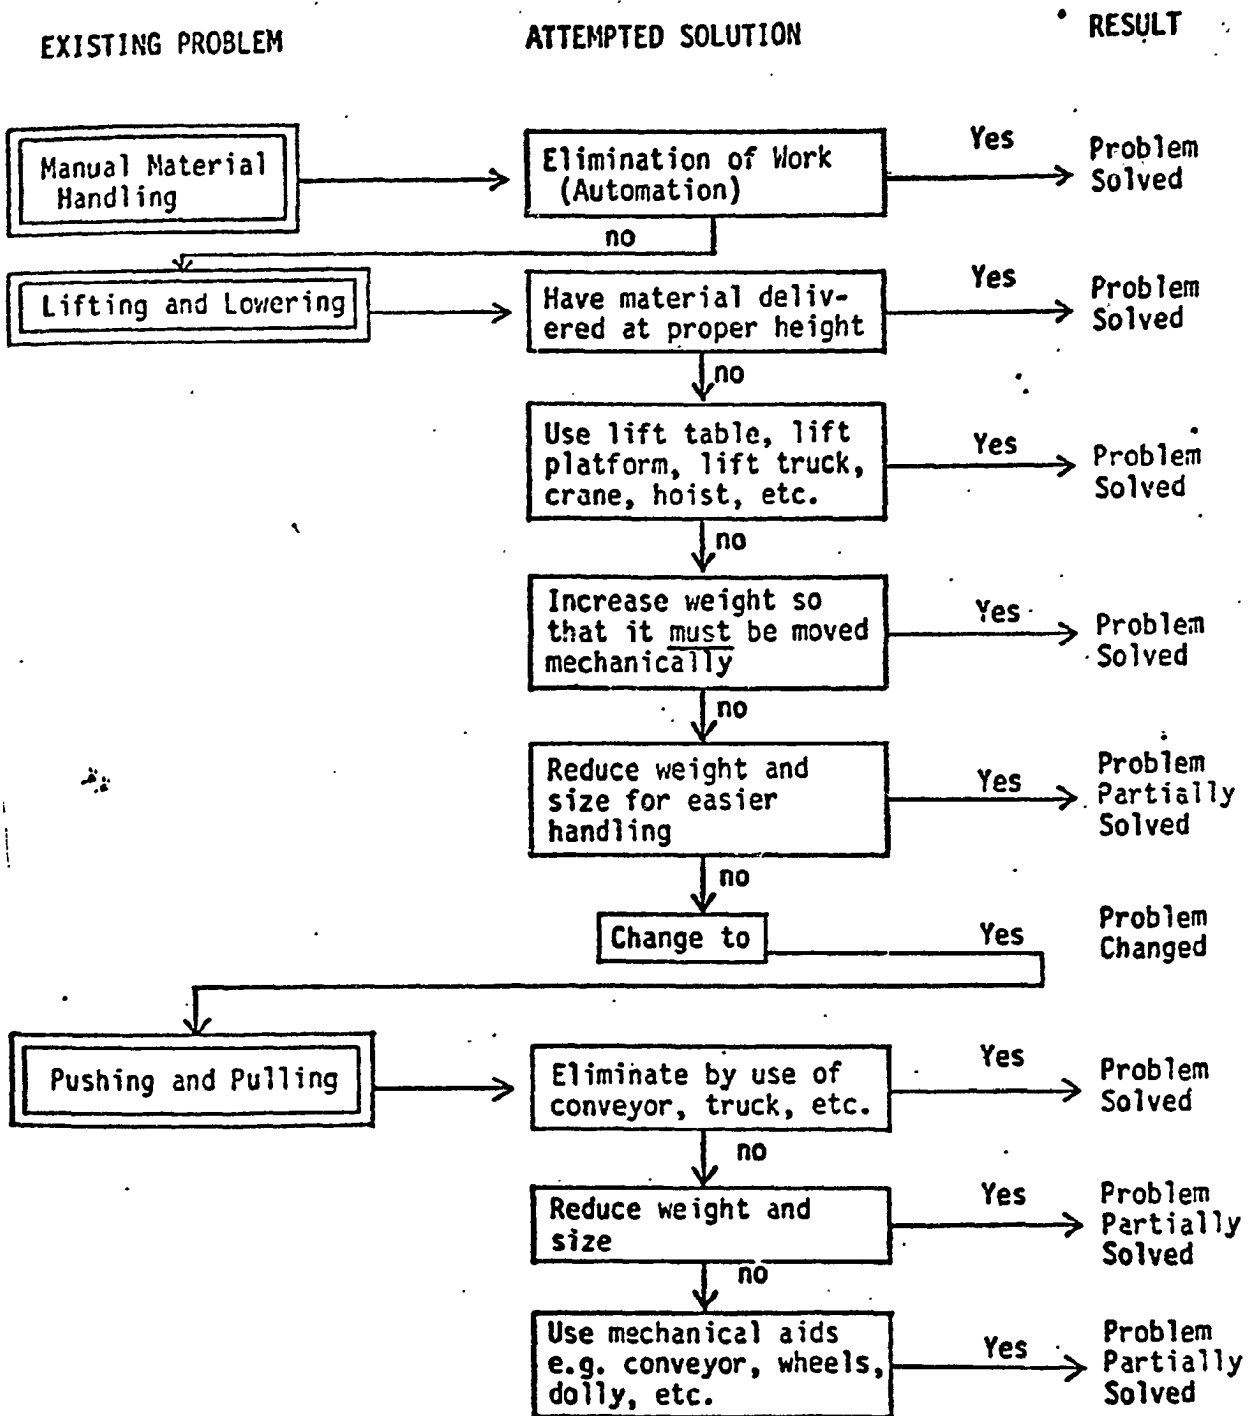 EXISTING PROBLEM
ATTEMPTED SOLUTION
RESULT
Manual Material
Handling
Elimination of Work
(Automation)
Yes
Problem
Solved
no
Lifting and Lowering
Have material deliv-
ered at proper height
Yes
Problem
Solved
no
Use lift table, lift
platform, lift truck,
crane, hoist, etc.
Yes
Problem
Solved
no
Increase weight so
that it must be moved
mechanically
Yes
Problem
Solved
no
Reduce weight and
size for easier
handling
Yes
Problem
Partially
Solved
no
Change to
Yes
Problem
Changed
Pushing and Pulling
Eliminate by use of
conveyor, truck, etc.
Yes
Problem
Solved
no
Reduce weight and
size
Yes
Problem
Partially
Solved
no
Use mechanical aids
e.g. conveyor, wheels,
dolly, etc.
Yes
Problem
Partially
Solved